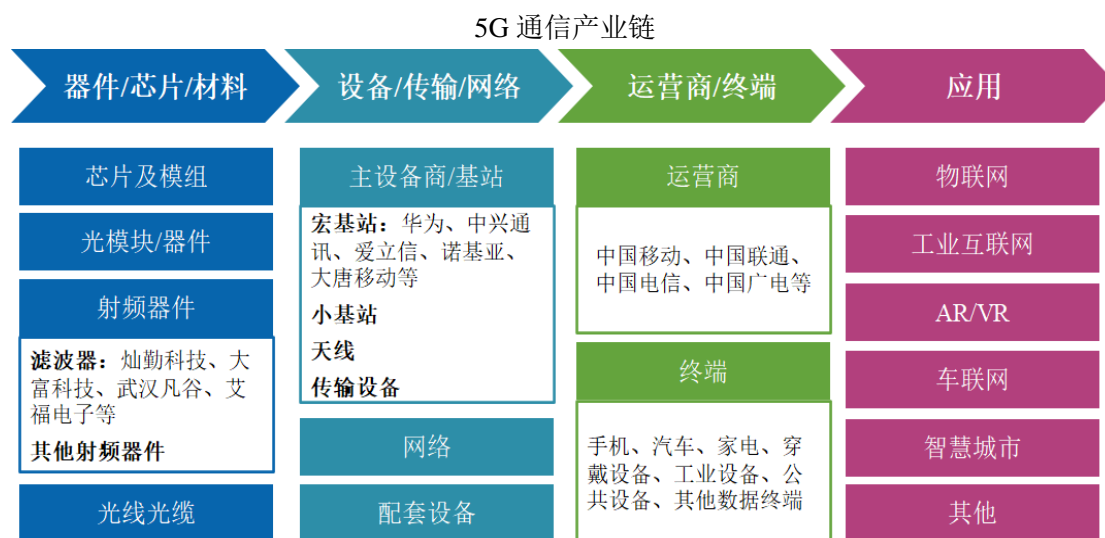 5G 通信产业链
器件/芯片/材料
设备/传输/网络
运营商/终端
应用
芯片及模组
光模块/器件
射频器件
滤波器：灿勤科技、大
富科技、武汉凡谷、艾
福电子等
其他射频器件
光线光缆
主设备商/基站
宏基站：华为、中兴通
讯、爱立信、诺基亚、
大唐移动等
小基站
天线
传输设备
网络
配套设备
运营商
中国移动、中国联通、
中国电信、中国广电等
终端
手机、汽车、家电、穿
戴设备、工业设备、公
共设备、其他数据终端
物联网
工业互联网
AR/VR
车联网
智慧城市
其他